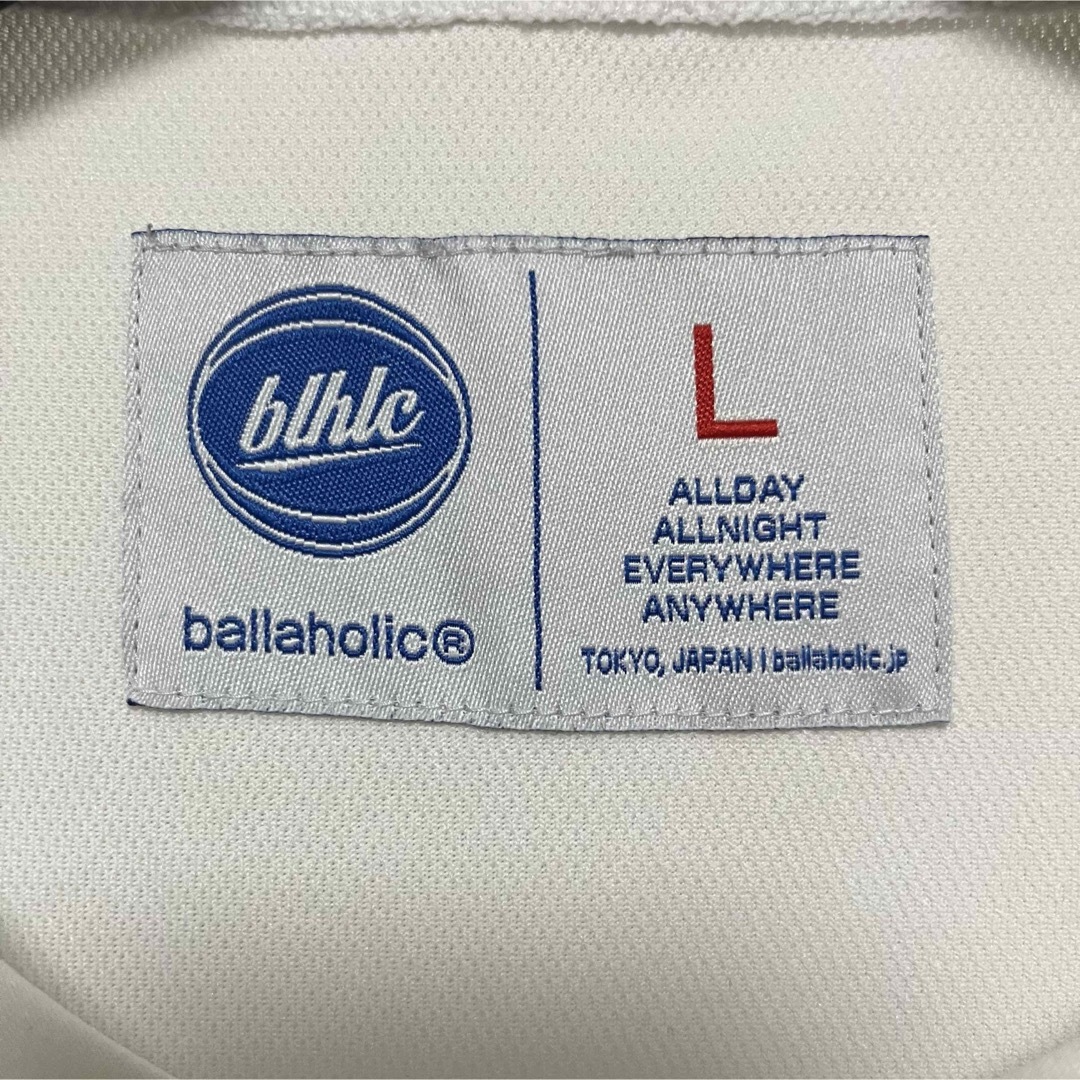 blhlc
ballaholic®
L
ALLDAY
ALLNIGHT
EVERYWHERE
ANYWHERE
TOKYO, JAPAN | ballaholic.jp